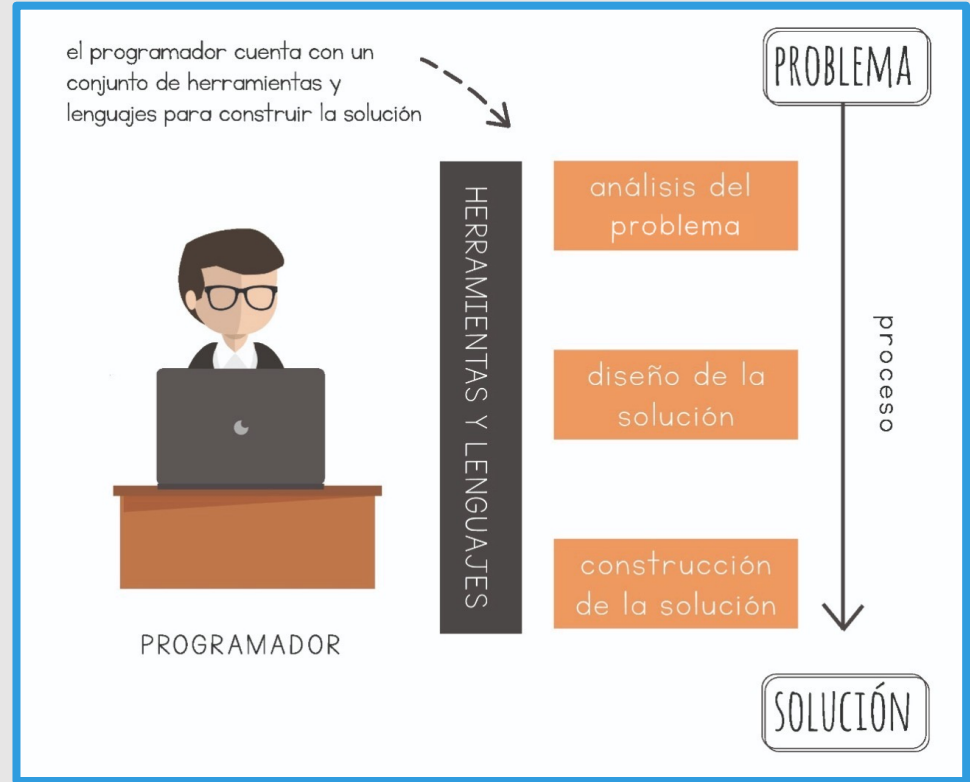 el programador cuenta con un
conjunto de herramientas y
lenguajes para construir la solución
PROBLEMA
HERRAMIENTAS Y LENGUAJES
análisis del
problema
diseño de la
solución
construcción
de la solución
proceso
PROGRAMADOR
SOLUCIÓN